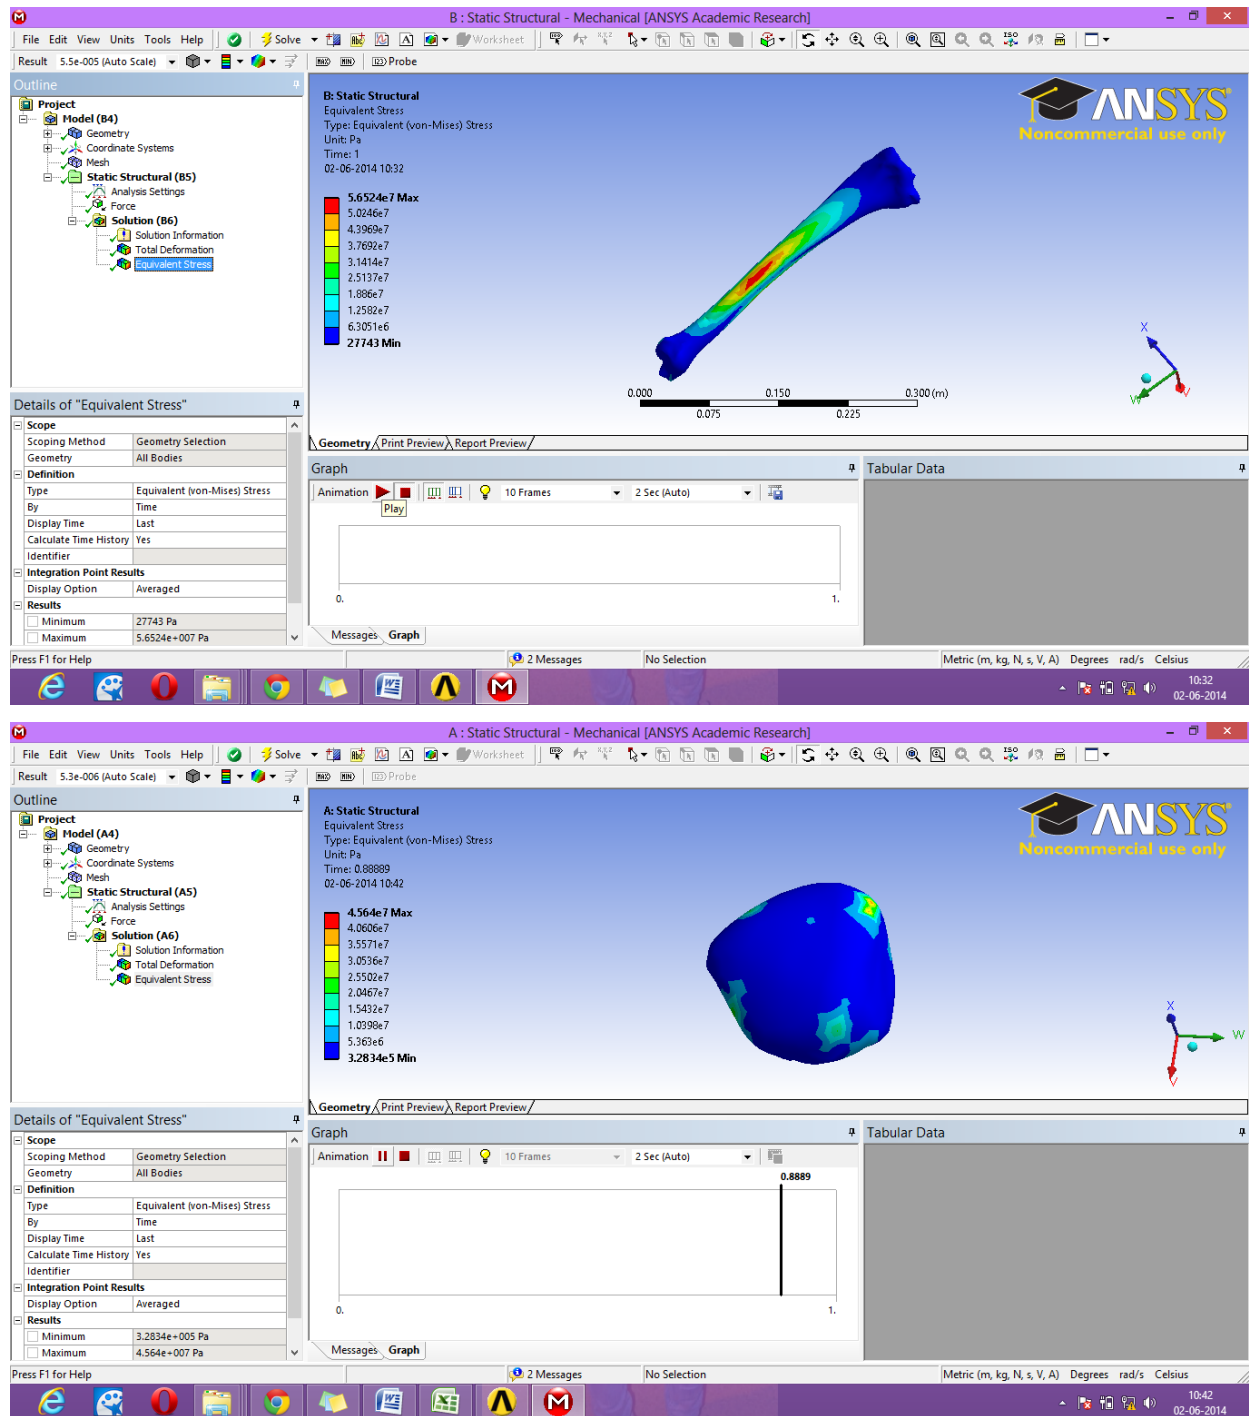 B : Static Structural - Mechanical [ANSYS Academic Research]
File Edit View Units Tools Help Solve Worksheet
Result 5.5e-005 (Auto Scale) MAX MIN Probe
Outline
Project
Model (B4)
Geometry
Coordinate Systems
Mesh
Static Structural (B5)
Analysis Settings
Force
Solution (B6)
Solution Information
Total Deformation
Equivalent Stress
B: Static Structural
Equivalent Stress
Type: Equivalent (von-Mises) Stress
Unit: Pa
Time: 1
02-06-2014 10:32
5.6524e7 Max
5.0246e7
4.3969e7
3.7692e7
3.1414e7
2.5137e7
1.886e7
1.2582e7
6.3051e6
27743 Min
ANSYS
Noncommercial use only
X
W
V
0.000 0.150 0.300 (m)
0.075 0.225
Geometry Print Preview Report Preview
Details of "Equivalent Stress"
Scope
Scoping Method Geometry Selection
Geometry All Bodies
Definition
Type Equivalent (von-Mises) Stress
By Time
Display Time Last
Calculate Time History Yes
Identifier
Integration Point Results
Display Option Averaged
Results
Minimum 27743 Pa
Maximum 5.6524e+007 Pa
Graph
Animation 10 Frames 2 Sec (Auto)
Play
0. 1.
Messages Graph
Tabular Data
Press F1 for Help 2 Messages No Selection Metric (m, kg, N, s, V, A) Degrees rad/s Celsius
10:32
02-06-2014
A : Static Structural - Mechanical [ANSYS Academic Research]
File Edit View Units Tools Help Solve Worksheet
Result 5.3e-006 (Auto Scale) MAX MIN Probe
Outline
Project
Model (A4)
Geometry
Coordinate Systems
Mesh
Static Structural (A5)
Analysis Settings
Force
Solution (A6)
Solution Information
Total Deformation
Equivalent Stress
A: Static Structural
Equivalent Stress
Type: Equivalent (von-Mises) Stress
Unit: Pa
Time: 0.88889
02-06-2014 10:42
4.564e7 Max
4.0606e7
3.5571e7
3.0536e7
2.5502e7
2.0467e7
1.5432e7
1.0398e7
5.363e6
3.2834e5 Min
ANSYS
Noncommercial use only
X
W
V
Geometry Print Preview Report Preview
Details of "Equivalent Stress"
Scope
Scoping Method Geometry Selection
Geometry All Bodies
Definition
Type Equivalent (von-Mises) Stress
By Time
Display Time Last
Calculate Time History Yes
Identifier
Integration Point Results
Display Option Averaged
Results
Minimum 3.2834e+005 Pa
Maximum 4.564e+007 Pa
Graph
Animation 10 Frames 2 Sec (Auto)
0.8889
0. 1.
Messages Graph
Tabular Data
Press F1 for Help 2 Messages No Selection Metric (m, kg, N, s, V, A) Degrees rad/s Celsius
10:42
02-06-2014